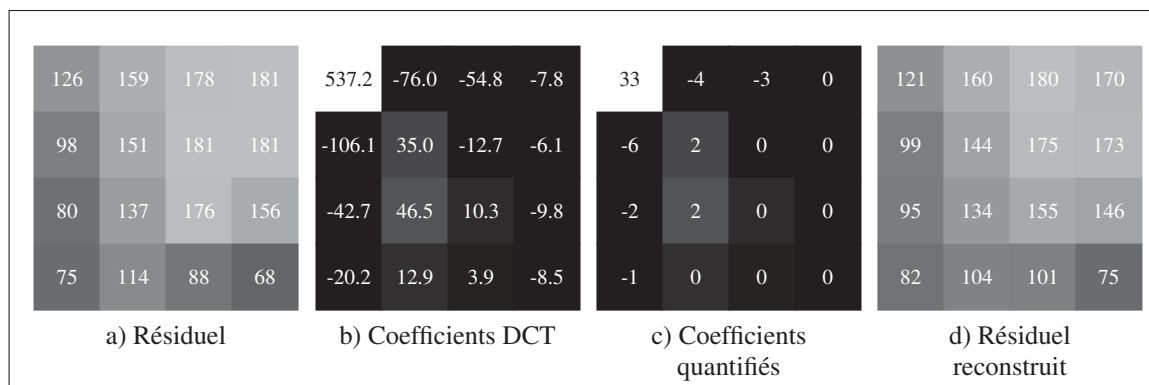 126 159 178 181 537.2 -76.0 -54.8 -7.8 33 -4 -3 0 121 160 180 170
98 151 181 181 -106.1 35.0 -12.7 -6.1 -6 2 0 0 99 144 175 173
80 137 176 156 -42.7 46.5 10.3 -9.8 -2 2 0 0 95 134 155 146
75 114 88 68 -20.2 12.9 3.9 -8.5 -1 0 0 0 82 104 101 75
a) Résiduel b) Coefficients DCT c) Coefficients d) Résiduel
quantifiés reconstruit